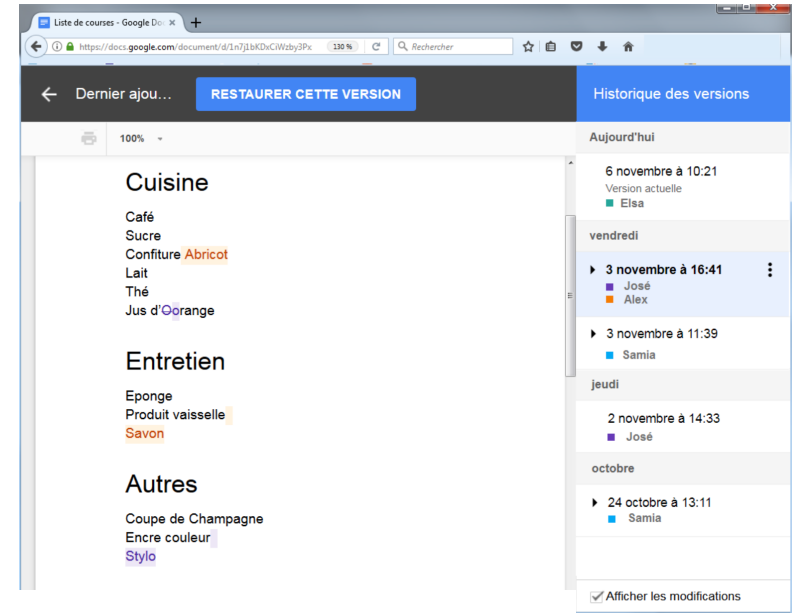 Liste de courses - Google Do
https://docs.google.com/document/d/1n7j1bKDxCiWzby3Px 130 % Rechercher
Dernier ajou… RESTAURER CETTE VERSION
100%
Cuisine
Café
Sucre
Confiture Abricot
Lait
Thé
Jus d'Oorange
Entretien
Eponge
Produit vaisselle
Savon
Autres
Coupe de Champagne
Encre couleur
Stylo
Historique des versions
Aujourd'hui
6 novembre à 10:21
Version actuelle
Elsa
vendredi
3 novembre à 16:41
José
Alex
3 novembre à 11:39
Samia
jeudi
2 novembre à 14:33
José
octobre
24 octobre à 13:11
Samia
Afficher les modifications